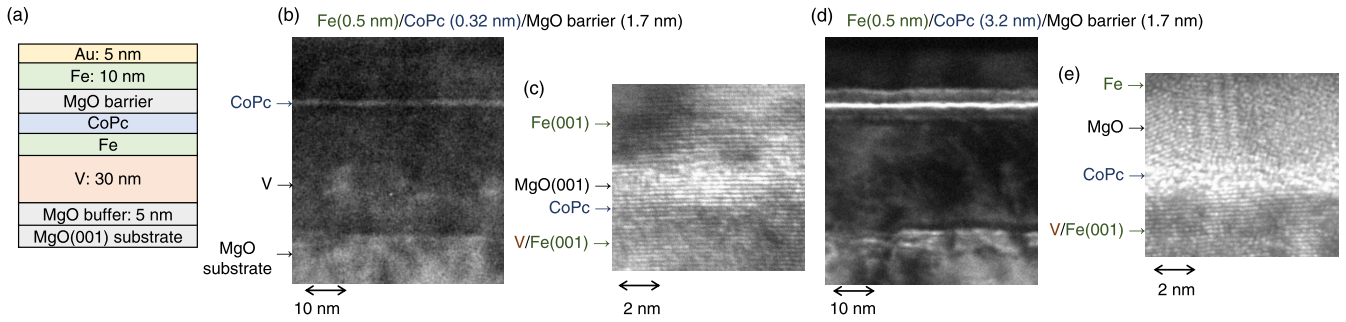 (a)
Au: 5 nm
Fe: 10 nm
MgO barrier
CoPc
Fe
V: 30 nm
MgO buffer: 5 nm
MgO(001) substrate
(b)
Fe(0.5 nm)/CoPc (0.32 nm)/MgO barrier (1.7 nm)
CoPc →
V →
MgO →
substrate
10 nm
(c)
Fe(001) →
MgO(001) →
CoPc →
V/Fe(001) →
2 nm
(d)
Fe(0.5 nm)/CoPc (3.2 nm)/MgO barrier (1.7 nm)
10 nm
(e)
Fe →
MgO →
CoPc →
V/Fe(001) →
2 nm